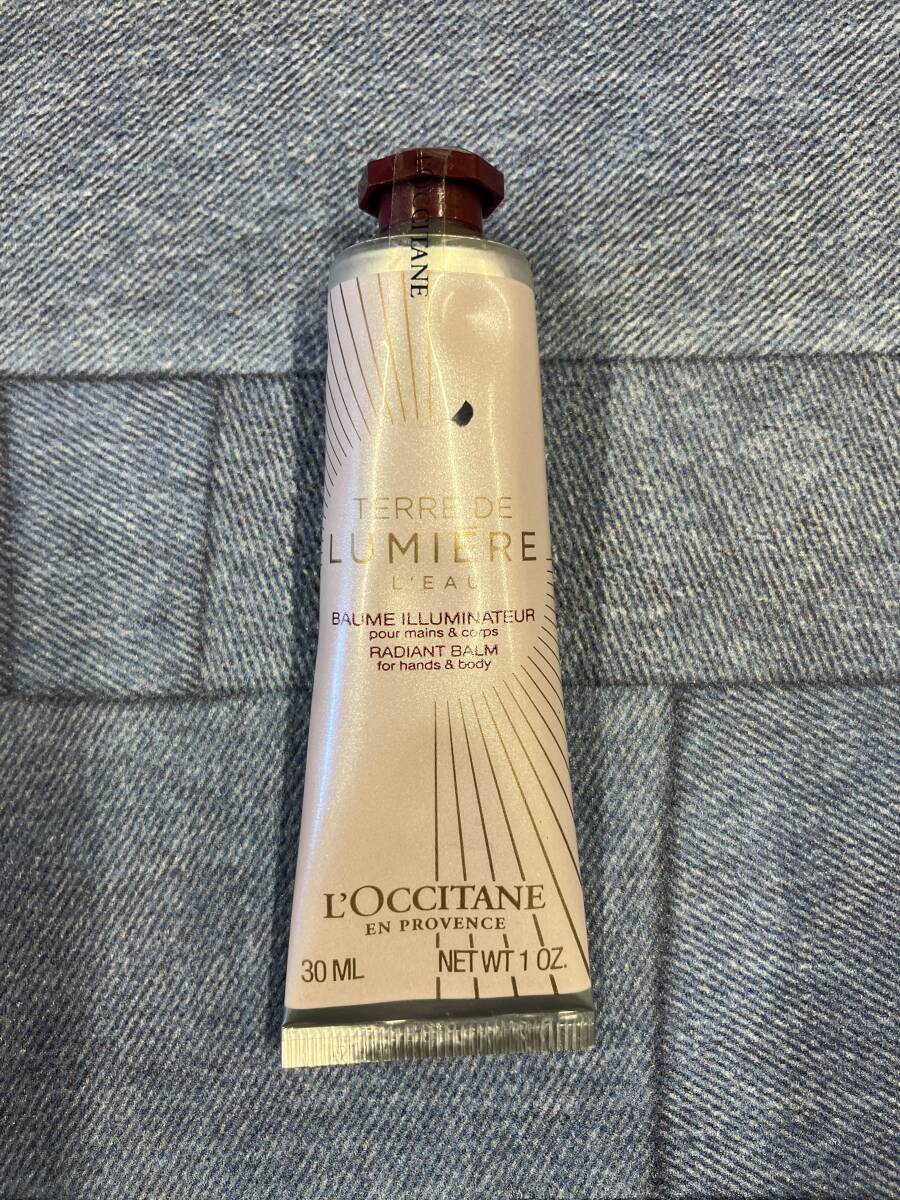 L'OCCITANE
TERRE DE
LUMIÈRE
L'EAU
BAUME ILLUMINATEUR
pour mains & corps
RADIANT BALM
for hands & body
L'OCCITANE
EN PROVENCE
30 ML NET WT 1 OZ.